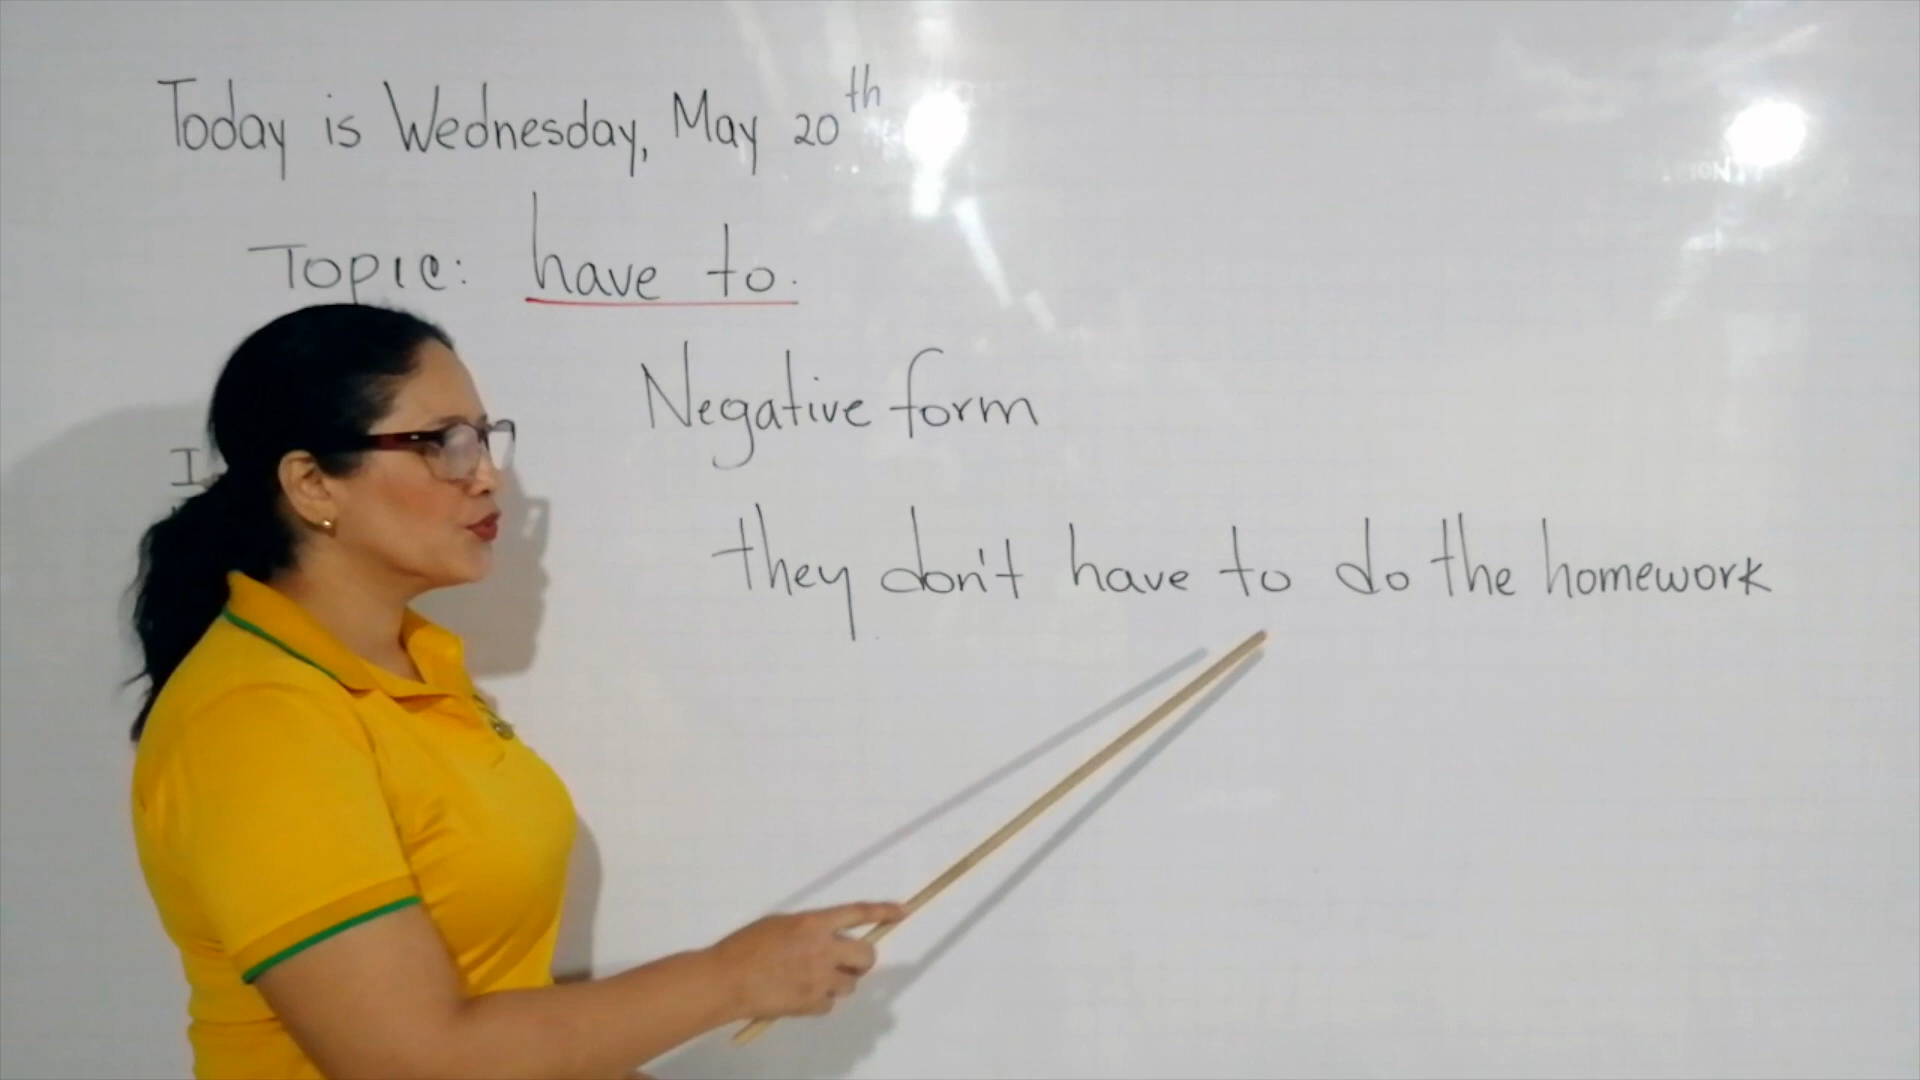 Today is Wednesday, May 20th
Topic: have to.
Negative form
I
they don't have to do the homework